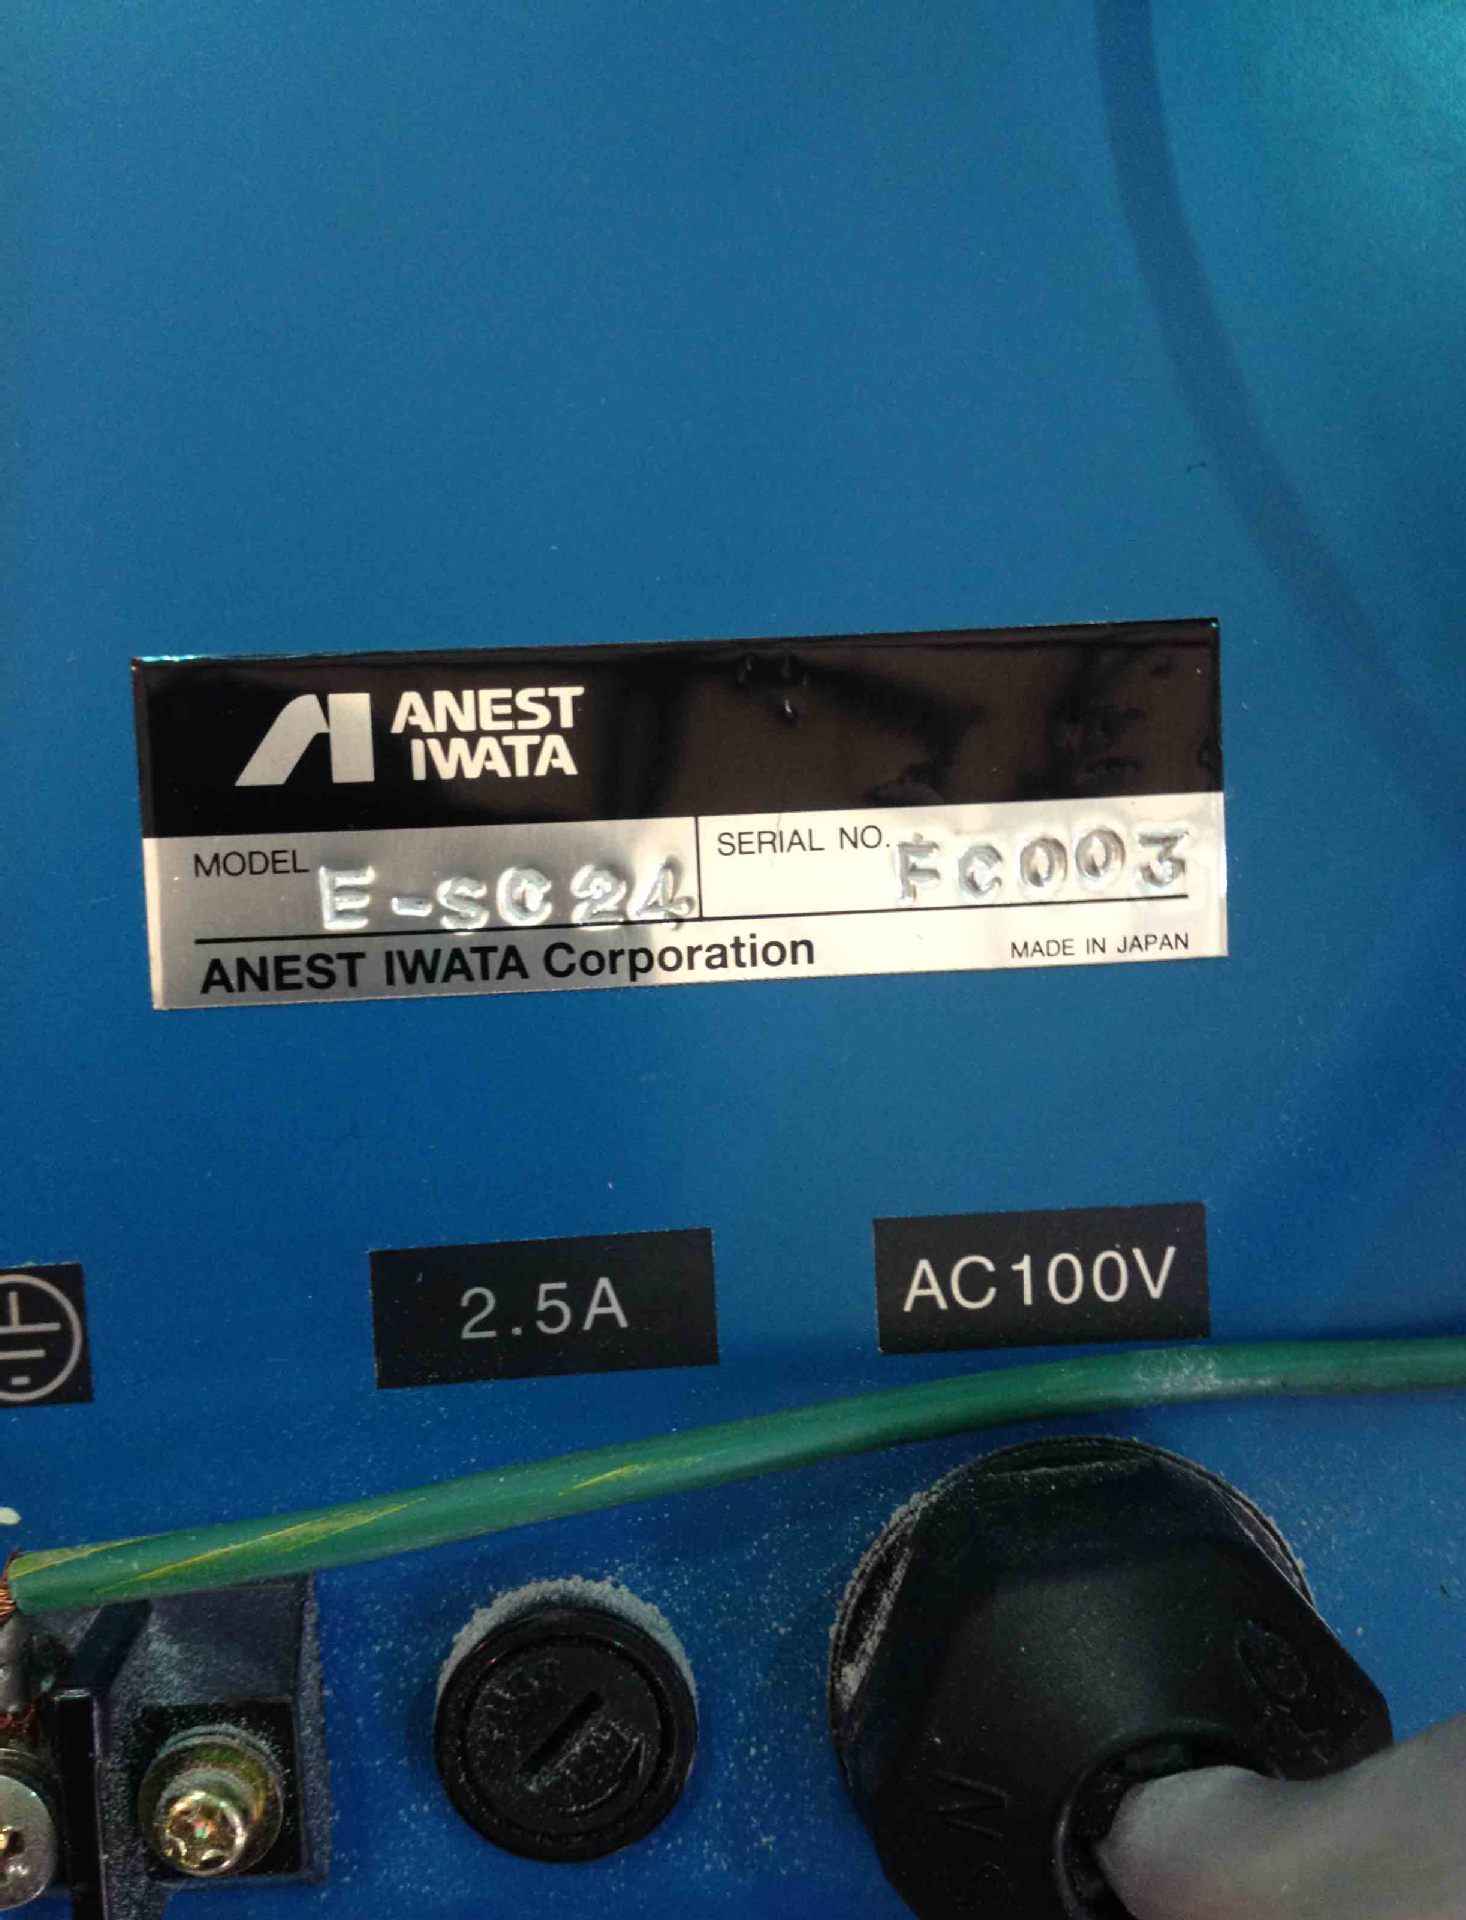 ANEST
IWATA
MODEL E-SC24
SERIAL NO. FC003
ANEST IWATA Corporation
MADE IN JAPAN
2.5A
AC100V